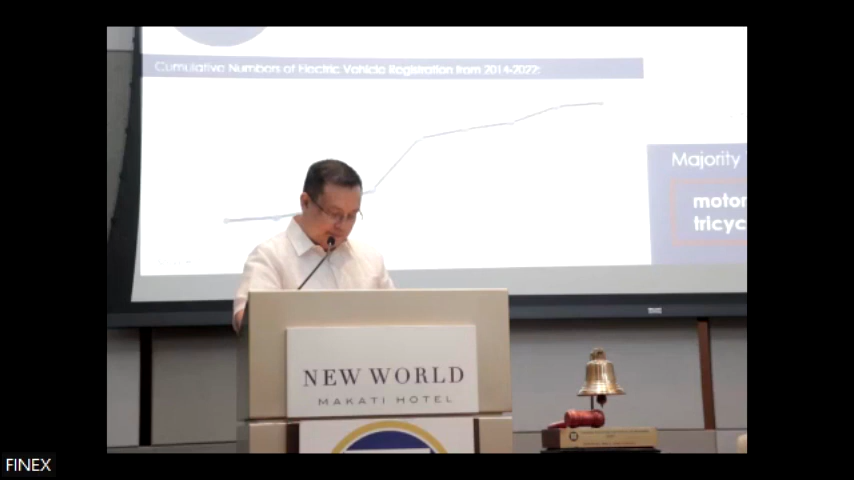 Cumulative Numbers of Electric Vehicle Registration from 2014-2022:
Majority
motor
tricyc
NEW WORLD
MAKATI HOTEL
FINEX